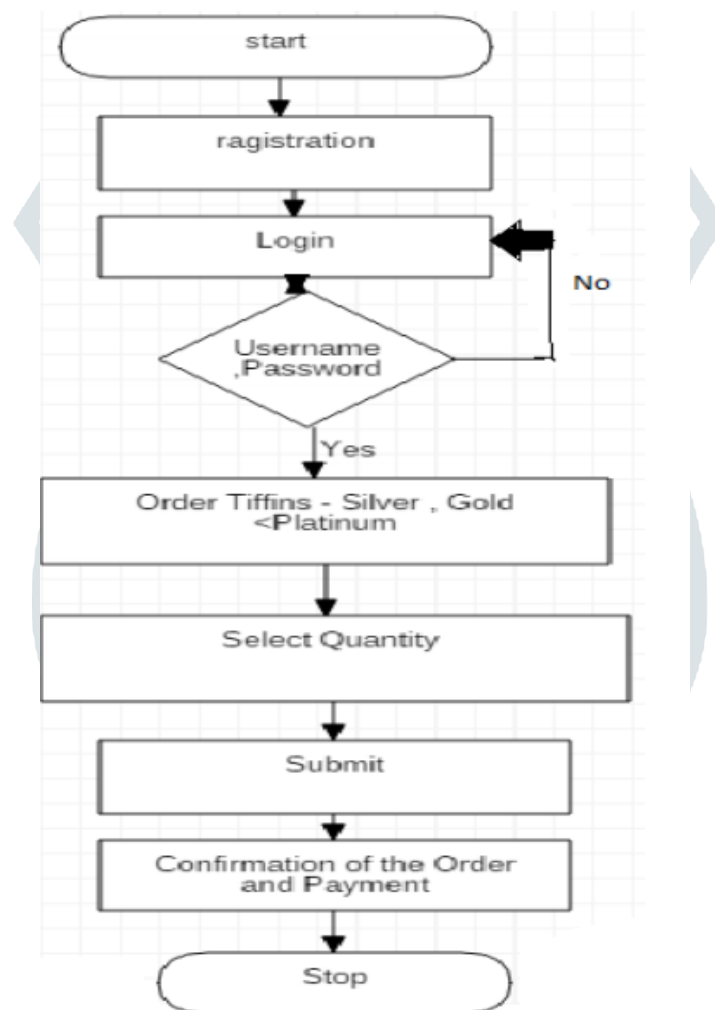 start
ragistration
Login
No
Username
,Password
Yes
Order Tiffins - Silver , Gold
<Platinum
Select Quantity
Submit
Confirmation of the Order
and Payment
Stop